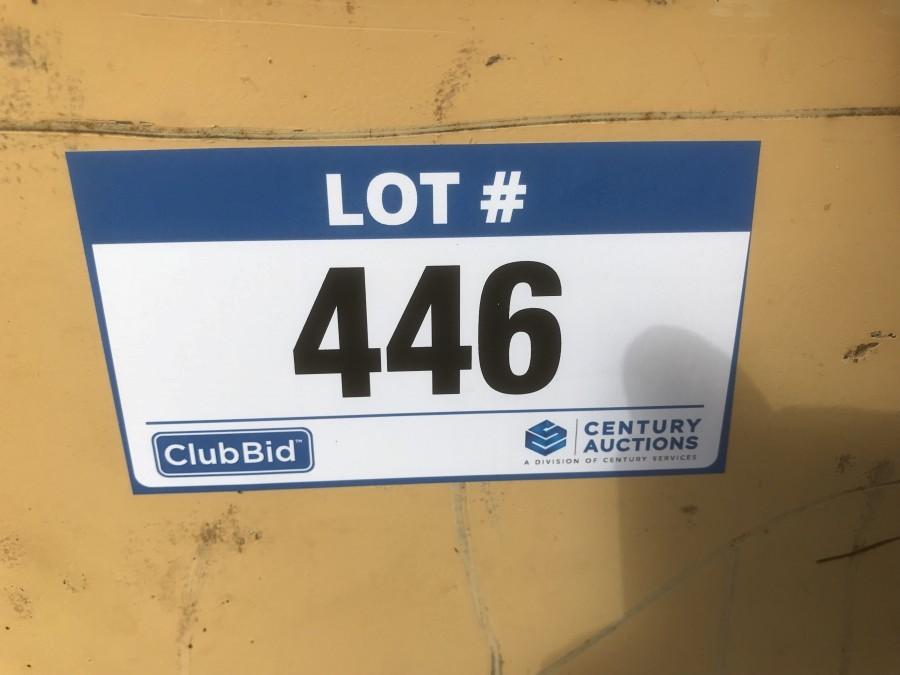 LOT #
446
ClubBid™
CENTURY
AUCTIONS
A DIVISION OF CENTURY SERVICES